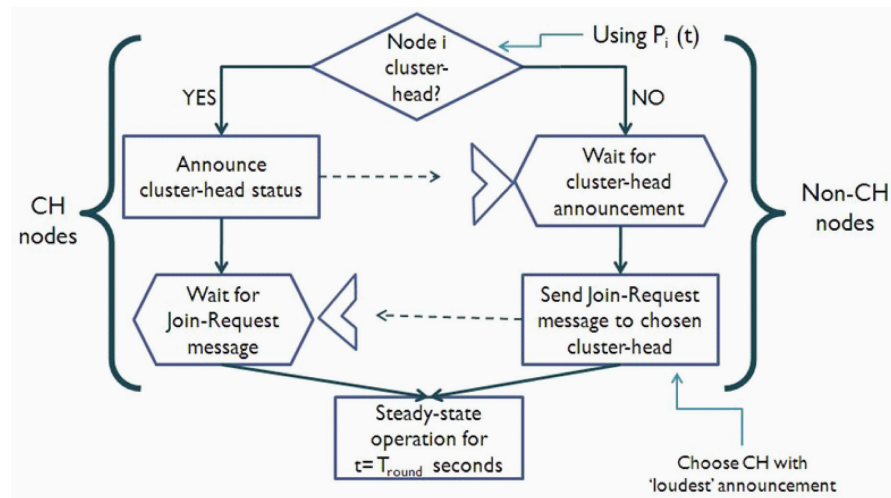 Node i
cluster-
head?
Using Pi (t)
YES
NO
Announce
cluster-head status
Wait for
cluster-head
announcement
CH
nodes
Non-CH
nodes
Wait for
Join-Request
message
Send Join-Request
message to chosen
cluster-head
Steady-state
operation for
t= Tround seconds
Choose CH with
'loudest' announcement